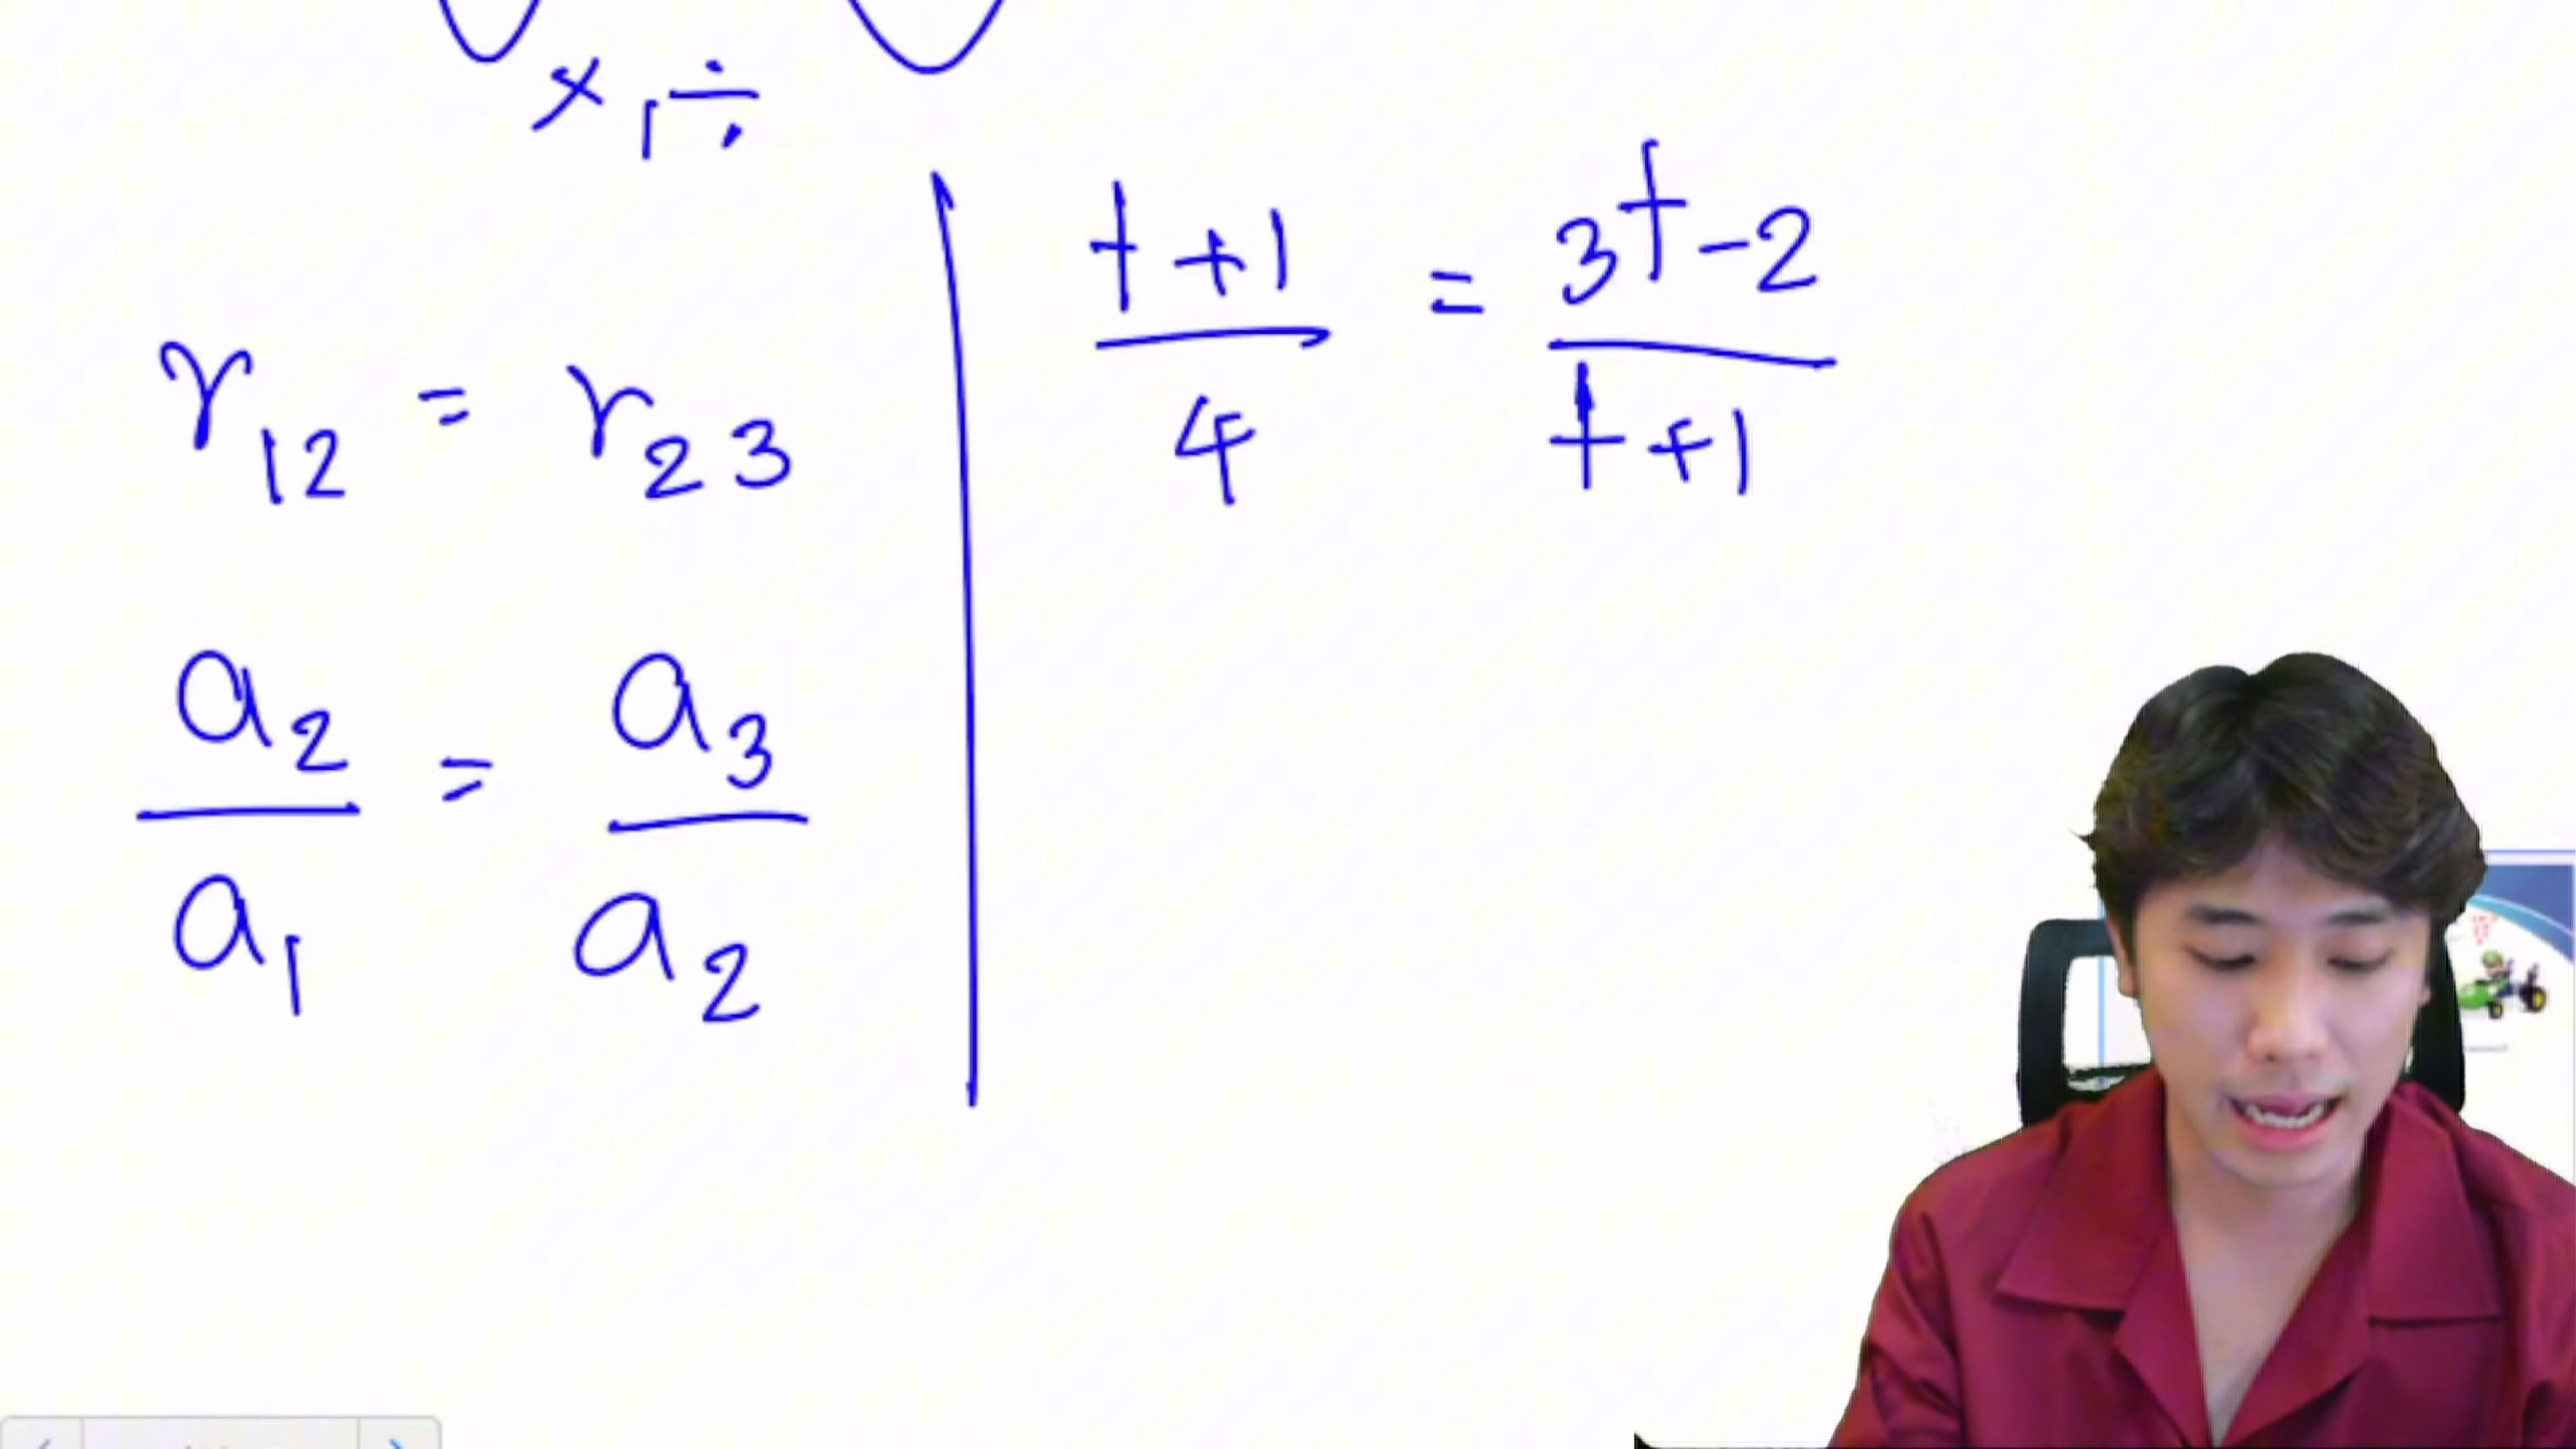 × , ÷
r₁₂ = r₂₃
a₂/a₁ = a₃/a₂
(t+1)/4 = (3t-2)/(t+1)